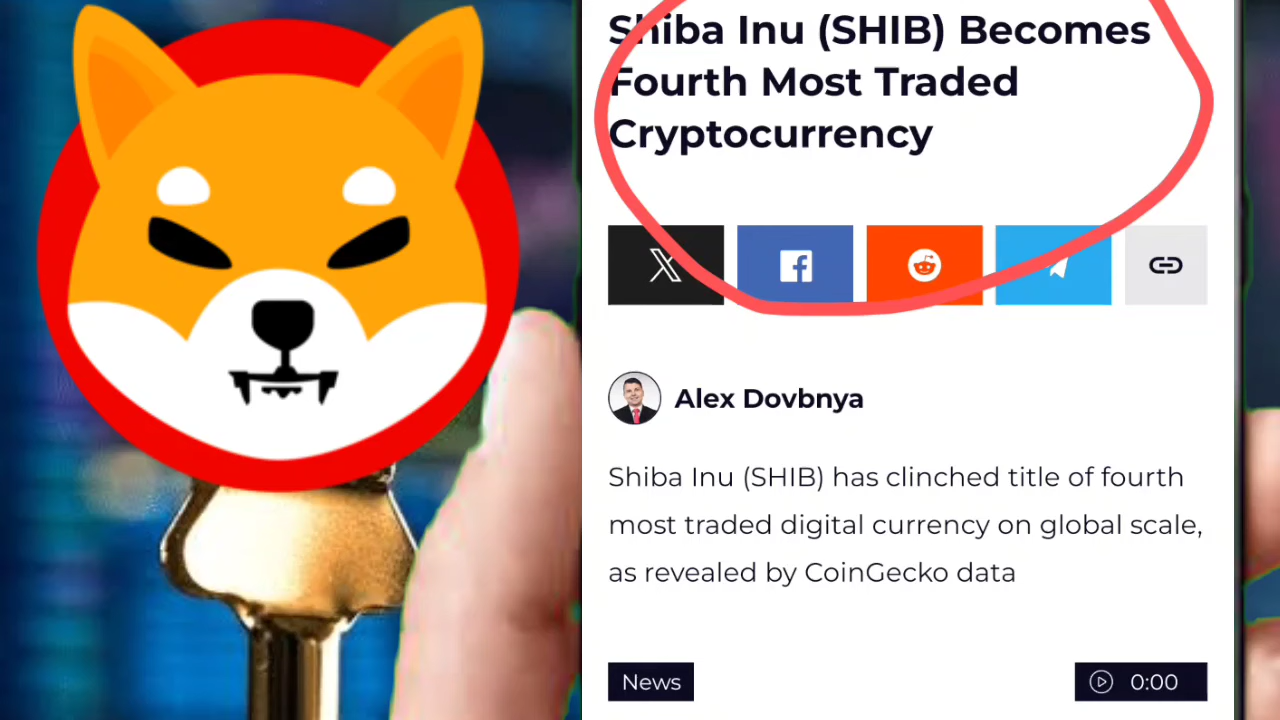 Shiba Inu (SHIB) Becomes
Fourth Most Traded
Cryptocurrency
Alex Dovbnya
Shiba Inu (SHIB) has clinched title of fourth
most traded digital currency on global scale,
as revealed by CoinGecko data
News
0:00